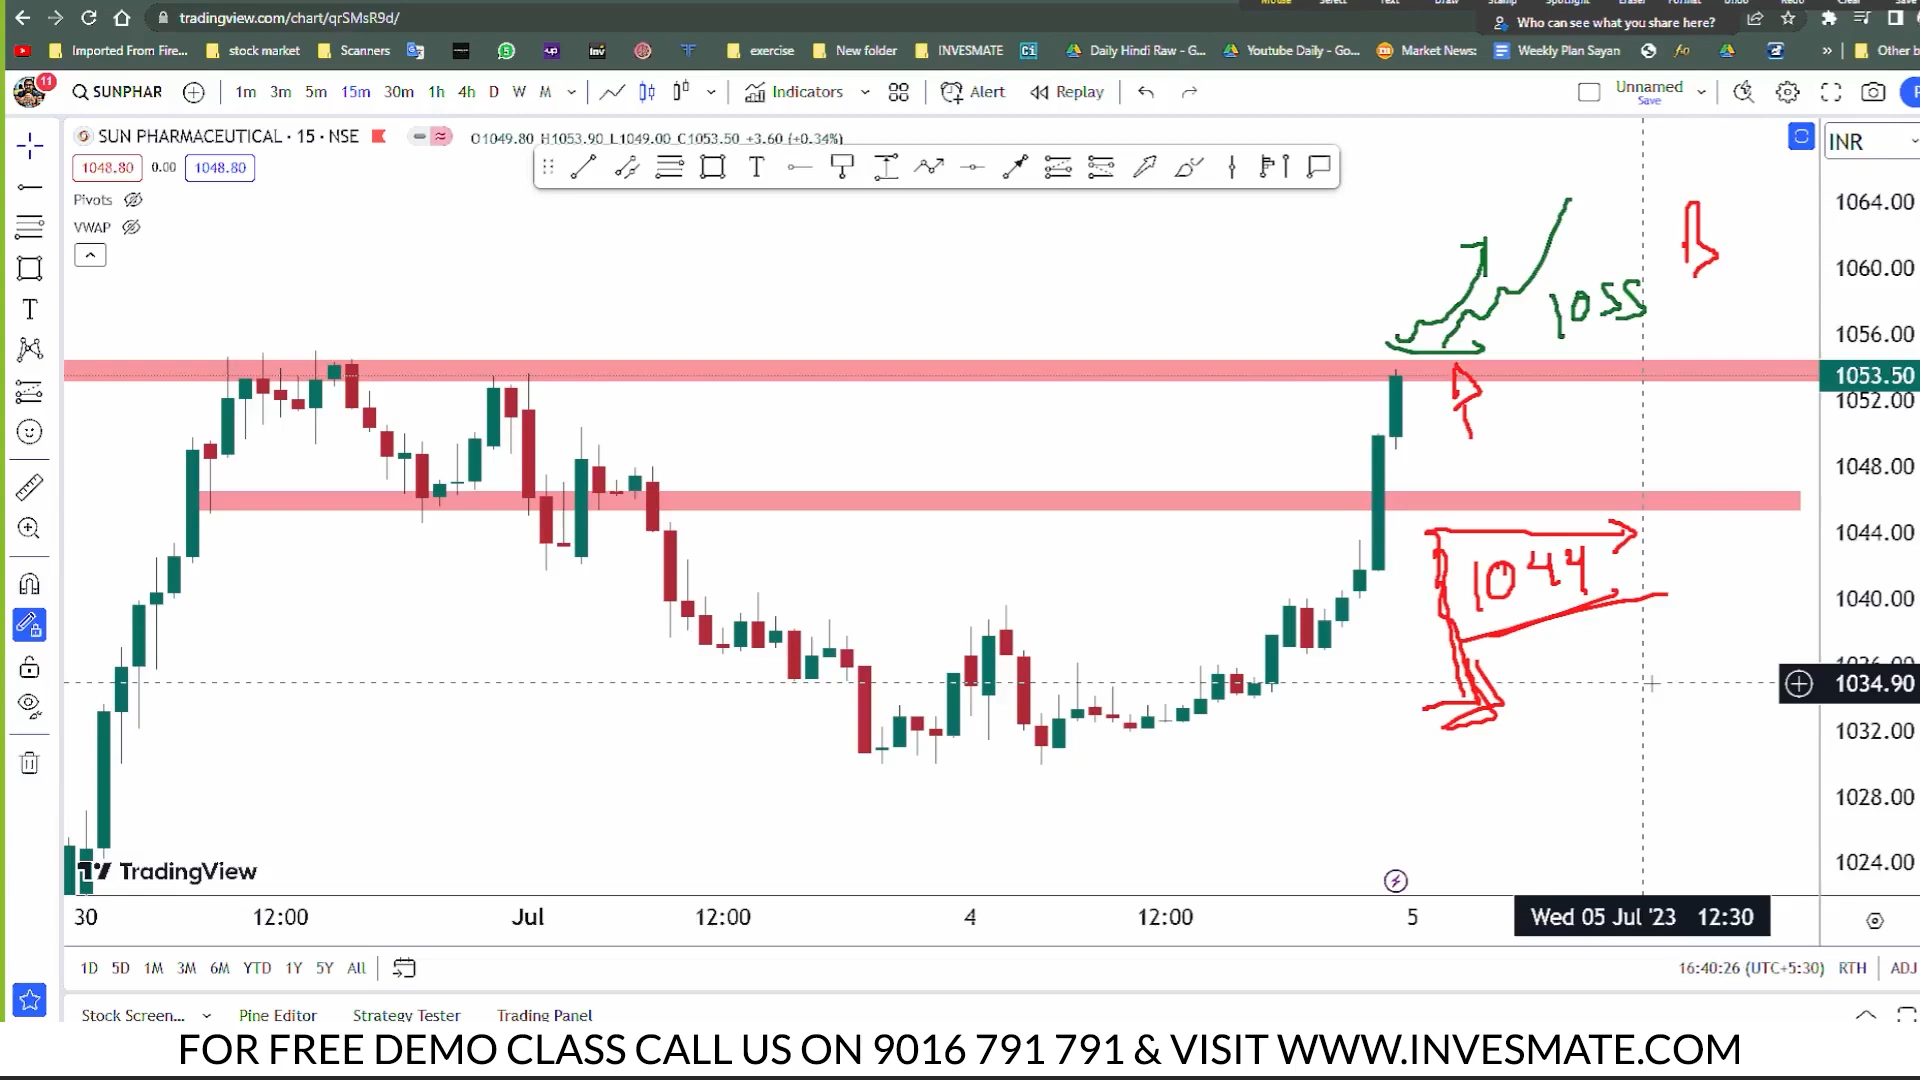 tradingview.com/chart/qrSMsR9d/
Who can see what you share here?
Imported From Fire...
stock market
Scanners
exercise
New folder
INVESMATE
Daily Hindi Raw - G...
Youtube Daily - Go...
Market News:
Weekly Plan Sayan
Other b
11
SUNPHAR
1m 3m 5m 15m 30m 1h 4h D W M
Indicators
Alert
Replay
Unnamed
Save
SUN PHARMACEUTICAL · 15 · NSE
O1049.80 H1053.90 L1049.00 C1053.50 +3.60 (+0.34%)
INR
1048.80 0.00 1048.80
Pivots
VWAP
1064.00
1060.00
1055
1056.00
1053.50
1052.00
1048.00
1044.00
1044
1040.00
1034.90
1032.00
1028.00
1024.00
TradingView
30 12:00 Jul 12:00 4 12:00 5
Wed 05 Jul '23 12:30
1D 5D 1M 3M 6M YTD 1Y 5Y All
16:40:26 (UTC+5:30) RTH ADJ
Stock Screen... Pine Editor Strategy Tester Trading Panel
FOR FREE DEMO CLASS CALL US ON 9016 791 791 & VISIT WWW.INVESMATE.COM